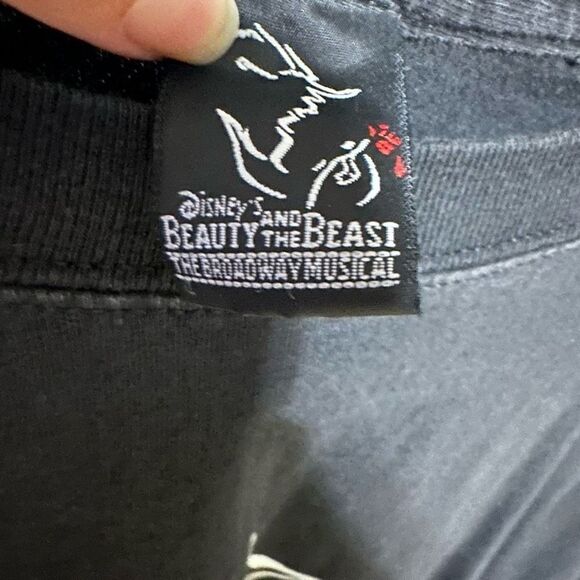 Disney's
BEAUTY AND THE BEAST
THE BROADWAY MUSICAL